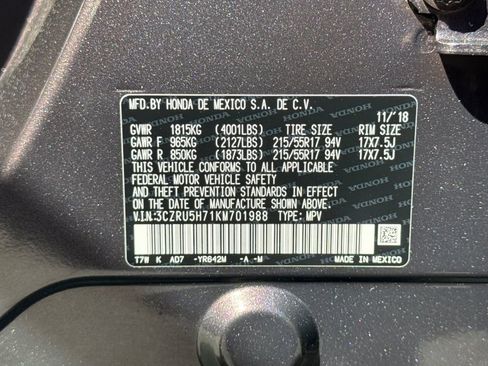 MFD.BY HONDA DE MEXICO S.A. DE C.V.
11/18
GVWR 1815KG (4001LBS) TIRE SIZE RIM SIZE
GAWR F 965KG (2127LBS) 215/55R17 94V 17X7.5J
GAWR R 850KG (1873LBS) 215/55R17 94V 17X7.5J
THIS VEHICLE CONFORMS TO ALL APPLICABLE
FEDERAL MOTOR VEHICLE SAFETY
AND THEFT PREVENTION STANDARDS IN EFFECT
ON THE DATE OF MANUFACTURE SHOWN ABOVE.
V.I.N:3CZRU5H71KM701988 TYPE: MPV
T7W K AD7 -YR642M -A -M MADE IN MEXICO